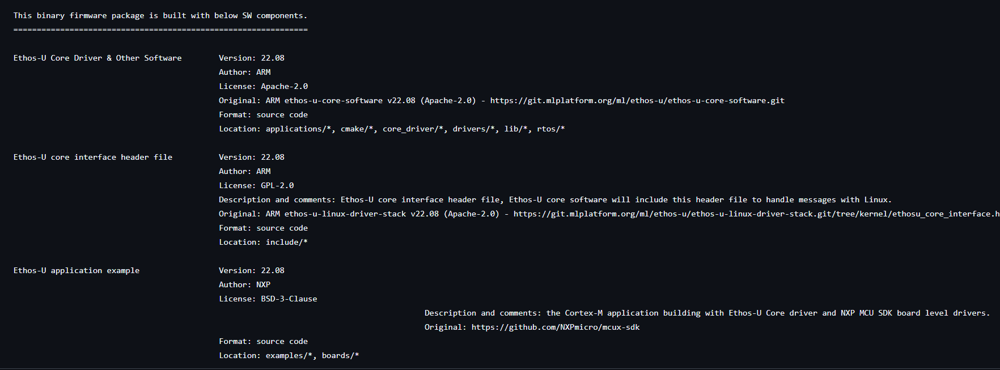 This binary firmware package is built with below SW components.
===============================================================
Ethos-U Core Driver & Other Software        Version: 22.08
Author: ARM
License: Apache-2.0
Original: ARM ethos-u-core-software v22.08 (Apache-2.0) - https://git.mlplatform.org/ml/ethos-u/ethos-u-core-software.git
Format: source code
Location: applications/*, cmake/*, core_driver/*, drivers/*, lib/*, rtos/*
Ethos-U core interface header file          Version: 22.08
Author: ARM
License: GPL-2.0
Description and comments: Ethos-U core interface header file, Ethos-U core software will include this header file to handle messages with Linux.
Original: ARM ethos-u-linux-driver-stack v22.08 (Apache-2.0) - https://git.mlplatform.org/ml/ethos-u/ethos-u-linux-driver-stack.git/tree/kernel/ethosu_core_interface.h
Format: source code
Location: include/*
Ethos-U application example                 Version: 22.08
Author: NXP
License: BSD-3-Clause
Description and comments: the Cortex-M application building with Ethos-U Core driver and NXP MCU SDK board level drivers.
Original: https://github.com/NXPmicro/mcux-sdk
Format: source code
Location: examples/*, boards/*